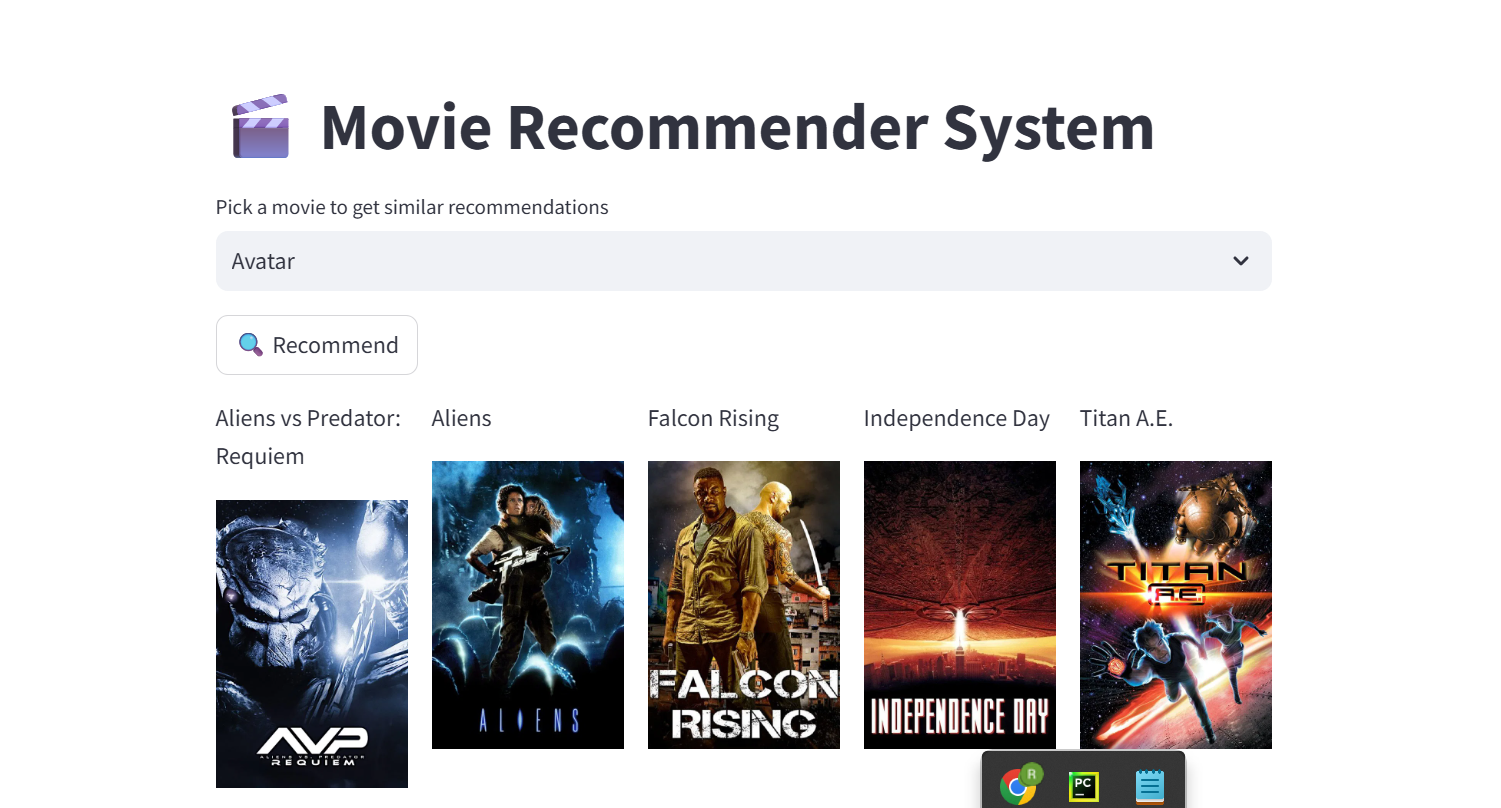 Movie Recommender System
Pick a movie to get similar recommendations
Avatar
Recommend
Aliens vs Predator:
Requiem
Aliens
Falcon Rising
Independence Day
Titan A.E.
AVP
ALIENS VS. PREDATOR
REQUIEM
ALIENS
FALCON
RISING
INDEPENDENCE DAY
TITAN
A.E.
R
PC